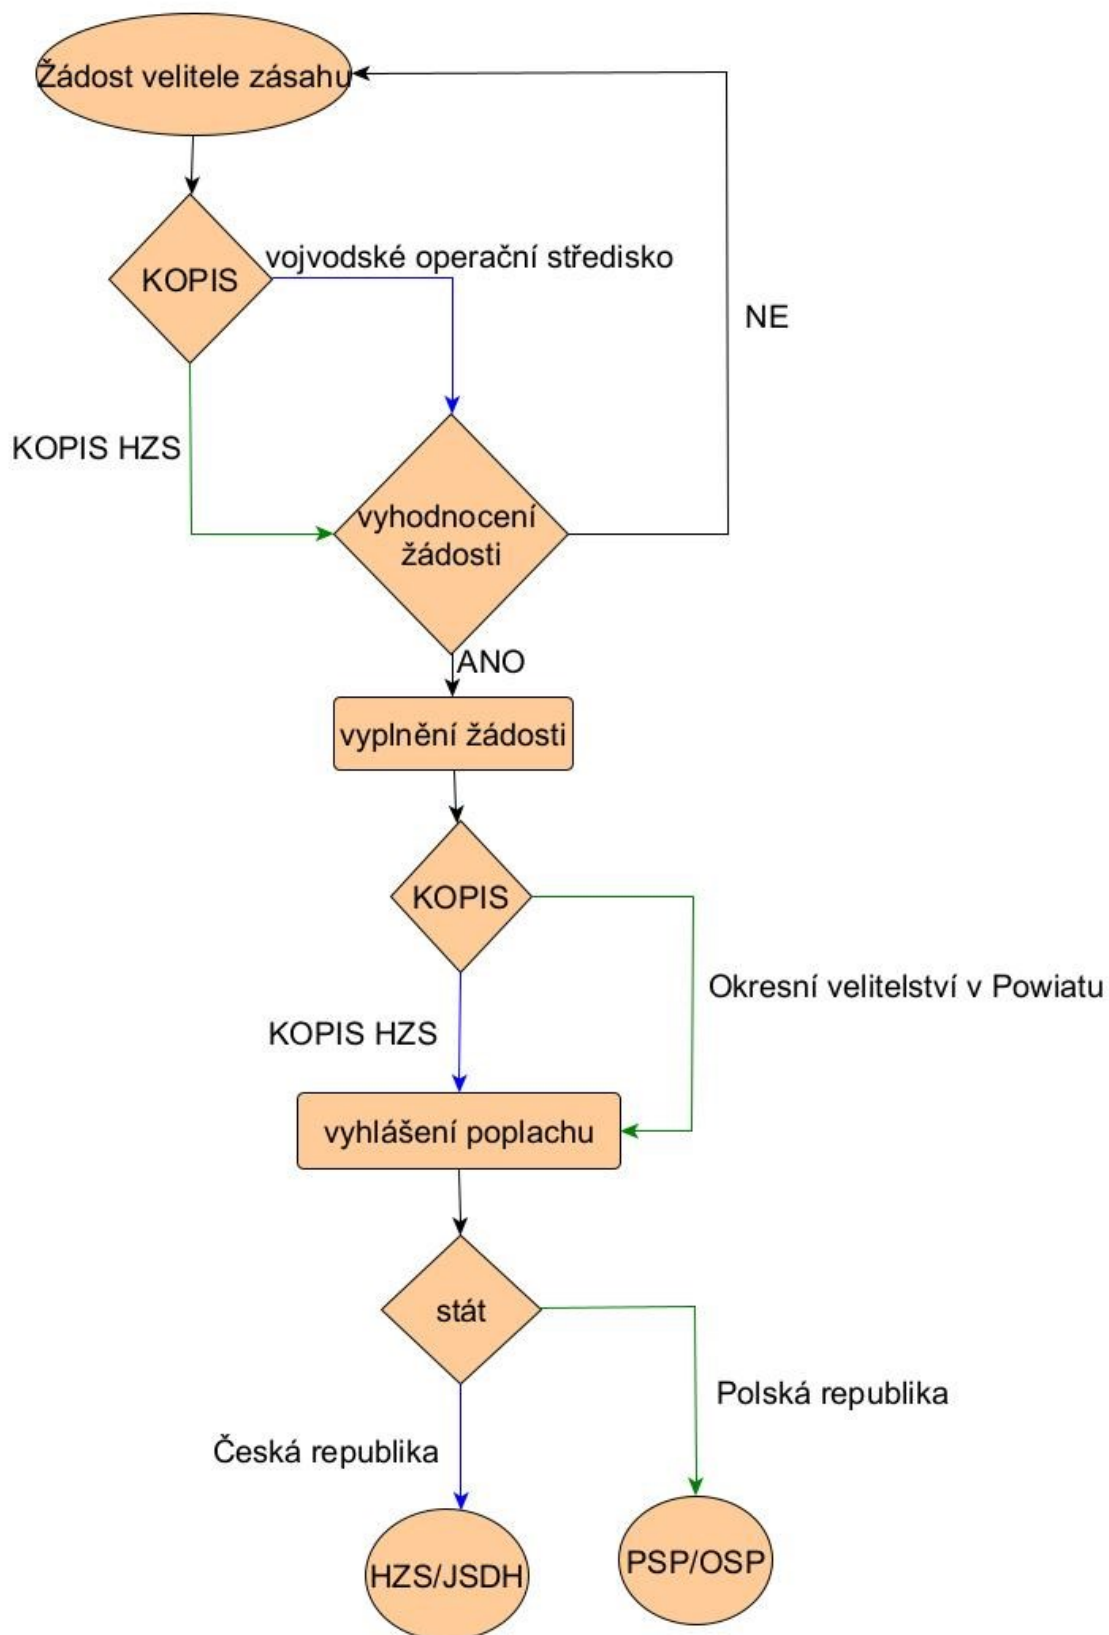 Žádost velitele zásahu
KOPIS
vojvodské operační středisko
NE
KOPIS HZS
vyhodnocení
žádosti
ANO
vyplnění žádosti
KOPIS
Okresní velitelství v Powiatu
KOPIS HZS
vyhlášení poplachu
stát
Polská republika
Česká republika
HZS/JSDH
PSP/OSP